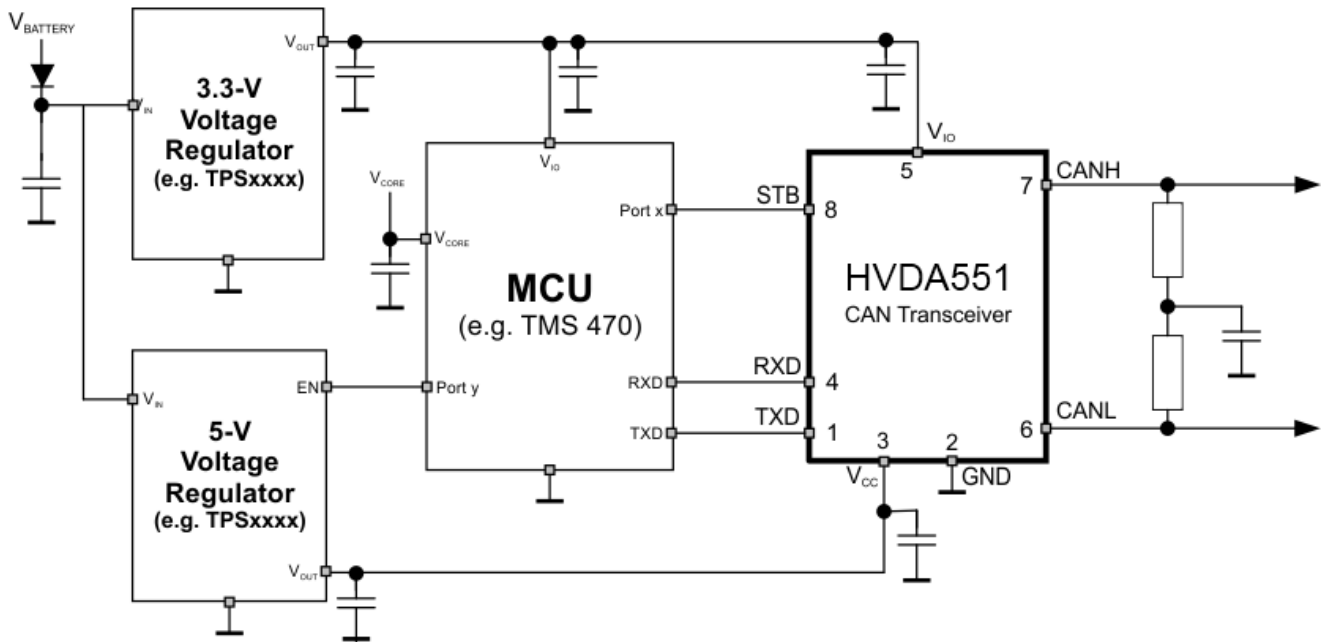 VBATTERY
VOUT
3.3-V
Voltage
Regulator
(e.g. TPSxxxx)
VIN
VIO
VIO
5
CANH
7
VCORE
VCORE
Port x
STB
8
MCU
(e.g. TMS 470)
HVDA551
CAN Transceiver
EN
Port y
RXD
RXD
4
TXD
TXD
1
VIN
5-V
Voltage
Regulator
(e.g. TPSxxxx)
VOUT
3
VCC
2
GND
6
CANL